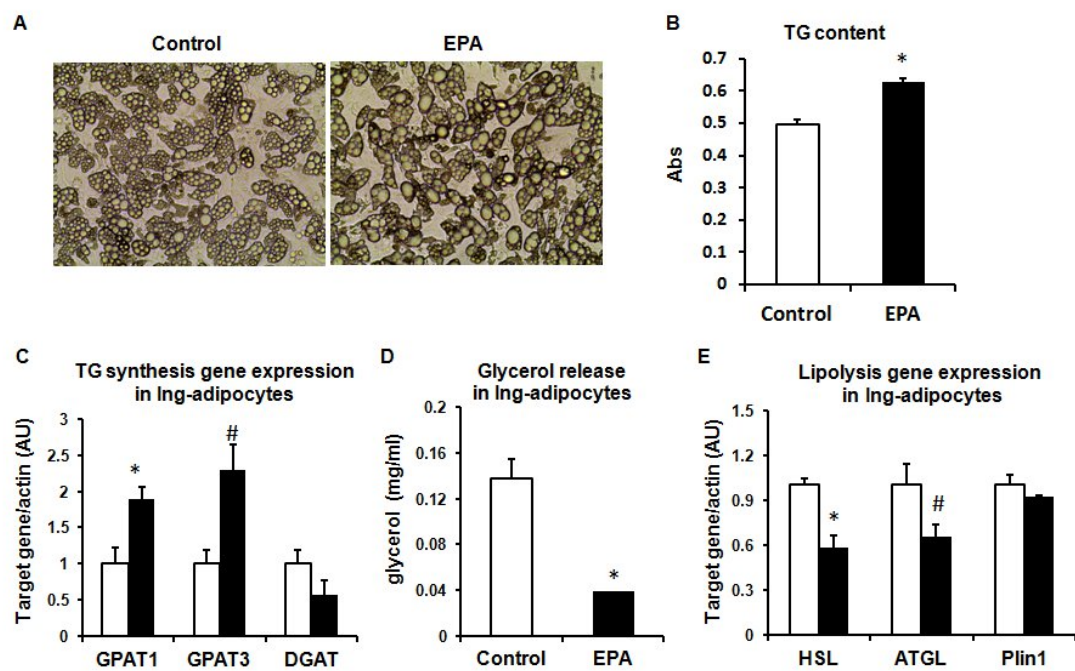 A
Control
EPA
B
TG content
Abs
0.7
0.6
0.5
0.4
0.3
0.2
0.1
0
*
Control
EPA
C
TG synthesis gene expression
in Ing-adipocytes
Target gene/actin (AU)
3
2.5
2
1.5
1
0.5
0
*
#
GPAT1
GPAT3
DGAT
D
Glycerol release
in Ing-adipocytes
glycerol (mg/ml)
0.2
0.16
0.12
0.08
0.04
0.00
*
Control
EPA
E
Lipolysis gene expression
in Ing-adipocytes
Target gene/actin (AU)
1.5
1.2
0.9
0.6
0.3
0.0
*
#
HSL
ATGL
Plin1